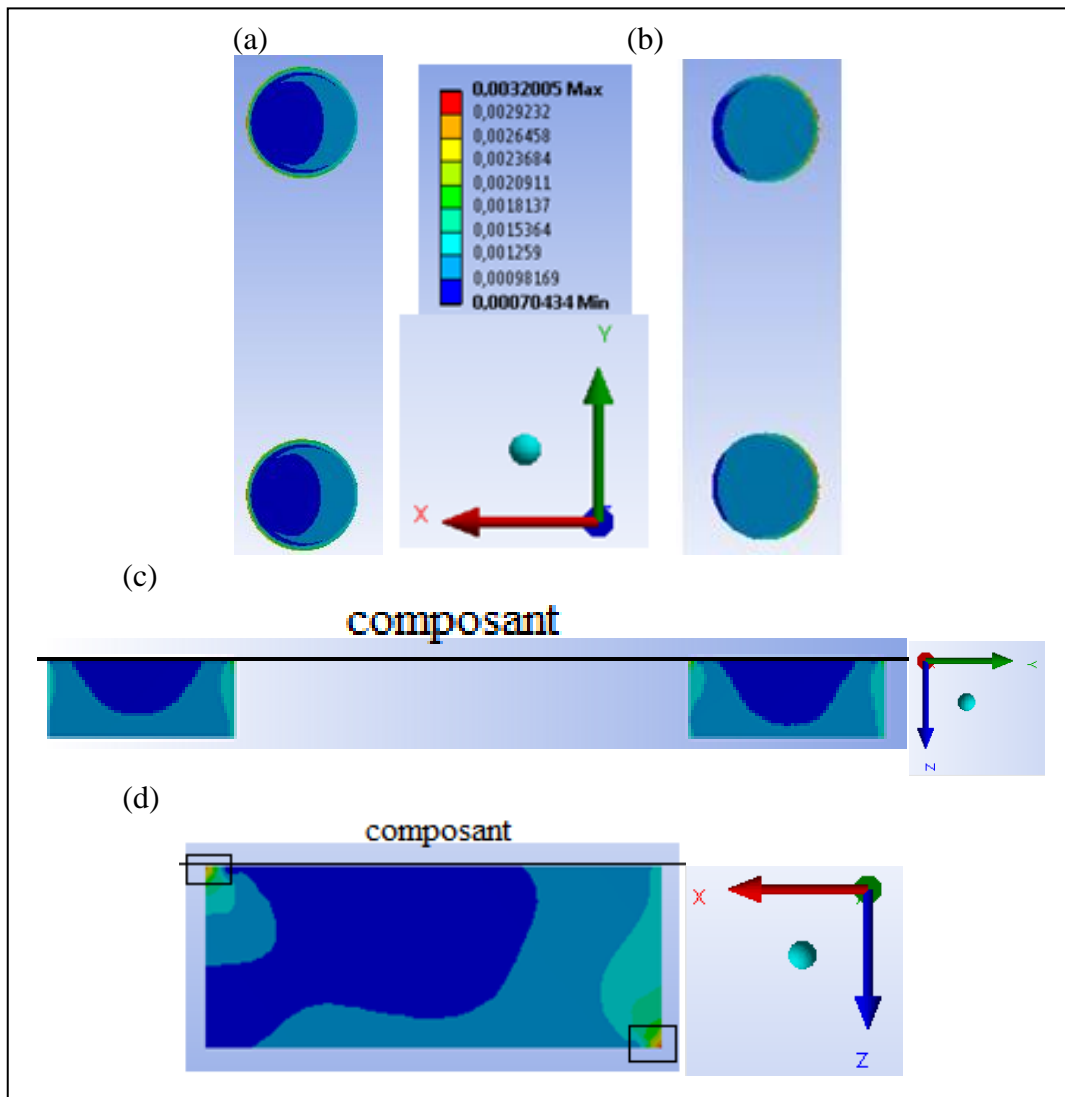 (a)
(b)
0,0032005 Max
0,0029232
0,0026458
0,0023684
0,0020911
0,0018137
0,0015364
0,001259
0,00098169
0,00070434 Min
Y
X
(c)
composant
Y
Z
(d)
composant
X
Z